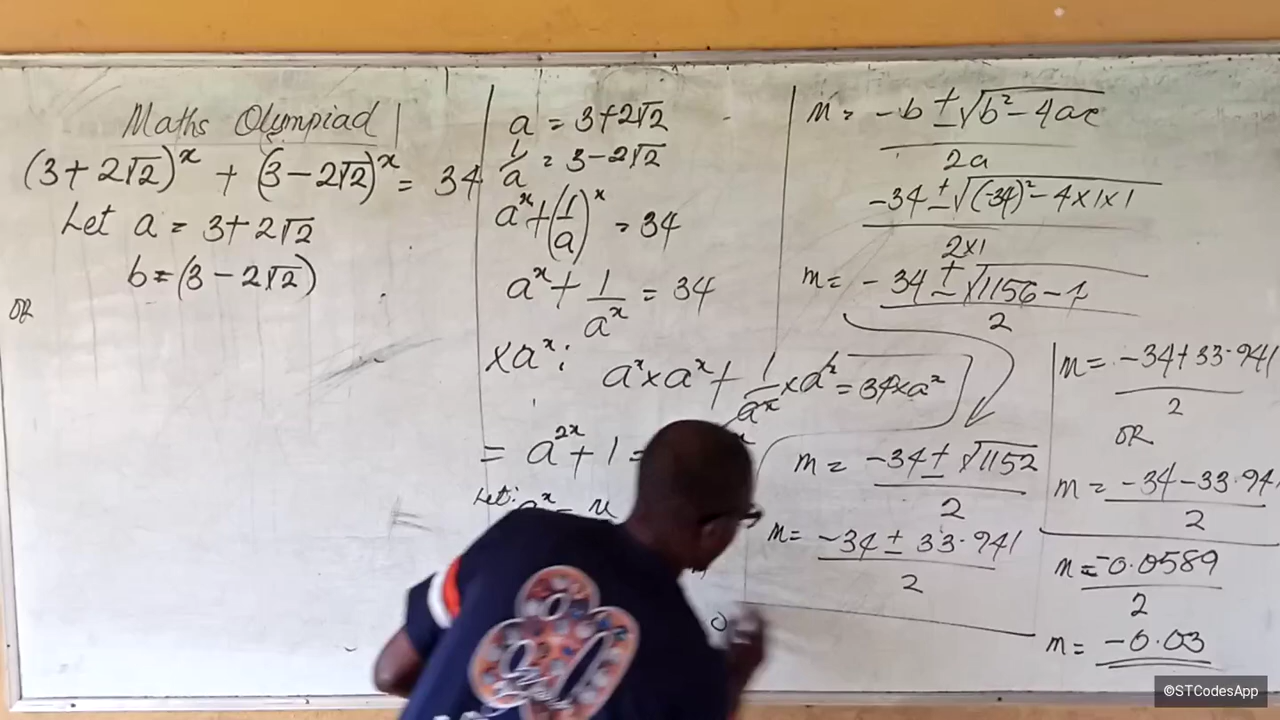 Maths Olympiad
(3+2√2)^x + (3-2√2)^x = 34
Let a = 3+2√2
b = (3-2√2)
OR
a = 3+2√2
1/a = 3-2√2
a^x + (1/a)^x = 34
a^x + 1/a^x = 34
×a^x: a^x × a^x + 1/a^x × a^x = 34 × a^x
= a^2x + 1 =
Let:
m = -b ± √b² - 4ac / 2a
-34 ± √(-34)² - 4×1×1 / 2×1
m = -34 ± √1156 - 4 / 2
m = -34 ± √1152 / 2
m = -34 ± 33.941 / 2
m = -34 + 33.941 / 2
OR
m = -34 - 33.94 / 2
m = -0.0589 / 2
m = -0.03
©STCodesApp